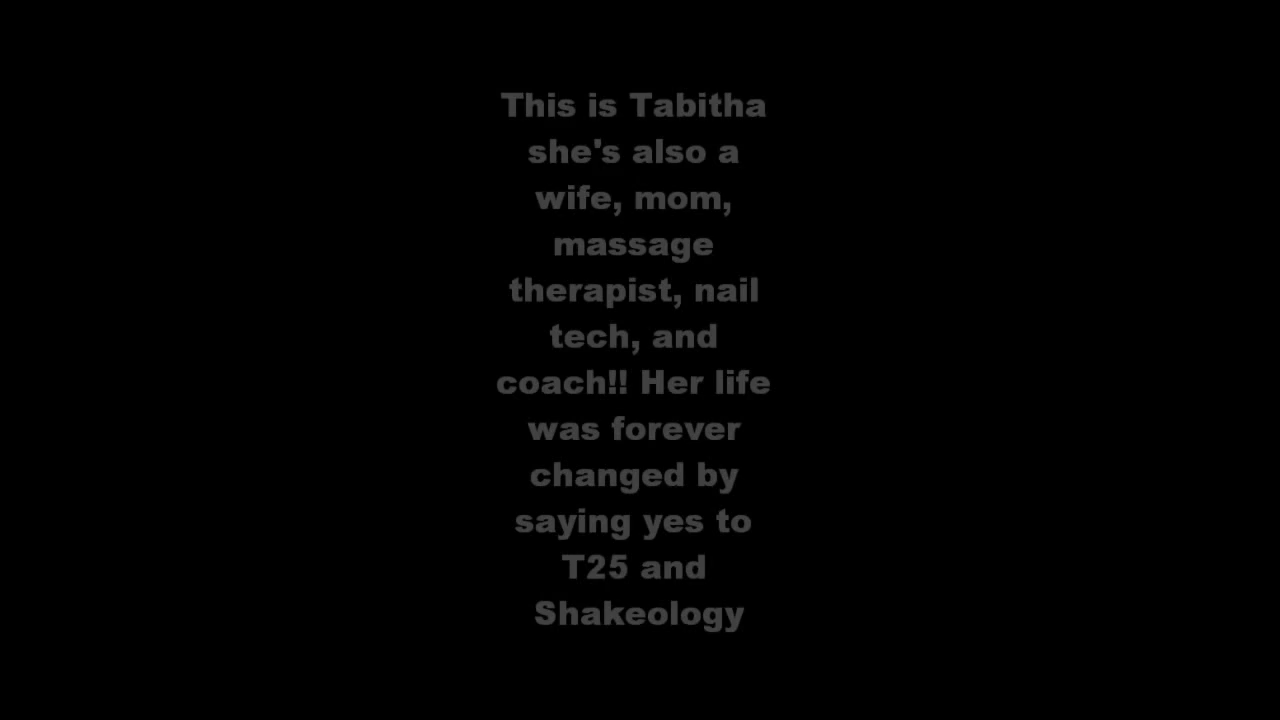 This is Tabitha
she's also a
wife, mom,
massage
therapist, nail
tech, and
coach!! Her life
was forever
changed by
saying yes to
T25 and
Shakeology